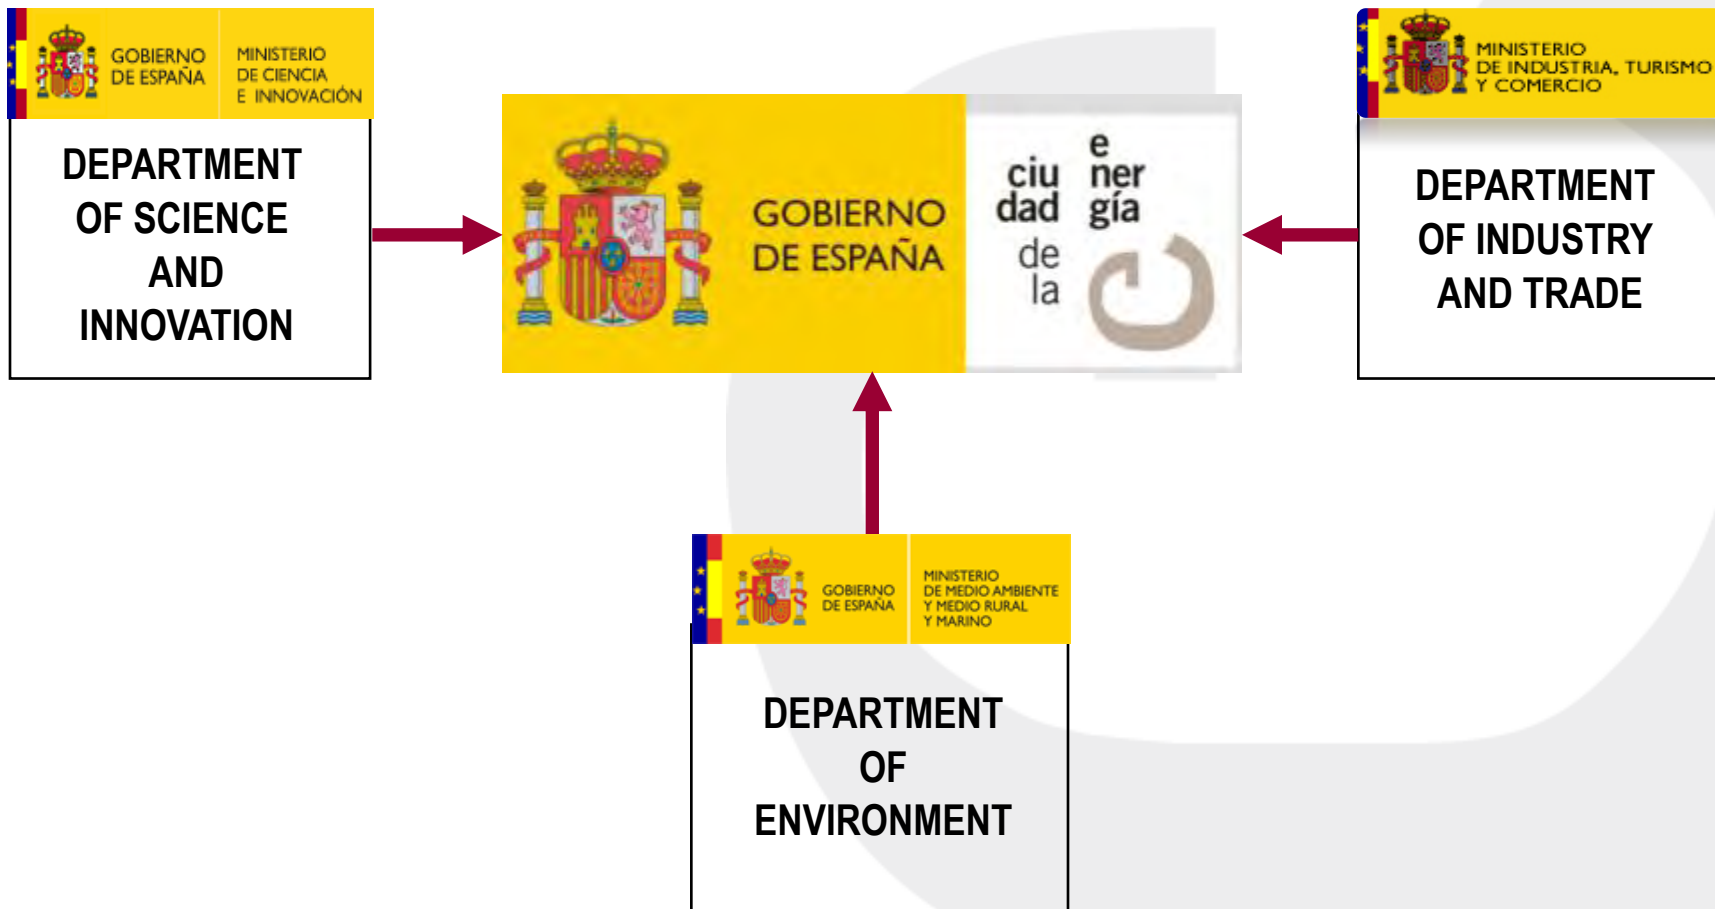 GOBIERNO
DE ESPAÑA
MINISTERIO
DE CIENCIA
E INNOVACIÓN
DEPARTMENT
OF SCIENCE
AND
INNOVATION
GOBIERNO
DE ESPAÑA
ciu
dad
de
la
e
ner
gía
MINISTERIO
DE INDUSTRIA, TURISMO
Y COMERCIO
DEPARTMENT
OF INDUSTRY
AND TRADE
GOBIERNO
DE ESPAÑA
MINISTERIO
DE MEDIO AMBIENTE
Y MEDIO RURAL
Y MARINO
DEPARTMENT
OF
ENVIRONMENT